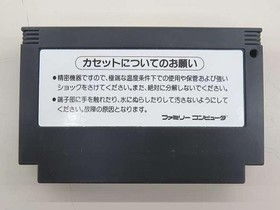 カセットについてのお願い
●精密機器ですので、極端な温度条件下での使用や保管および強い
ショックをさけてください。また、絶対に分解しないでください。
●端子部に手を触れたり、水にぬらしたりして汚さないようにして
ください。故障の原因となります。
ファミリー コンピュータ